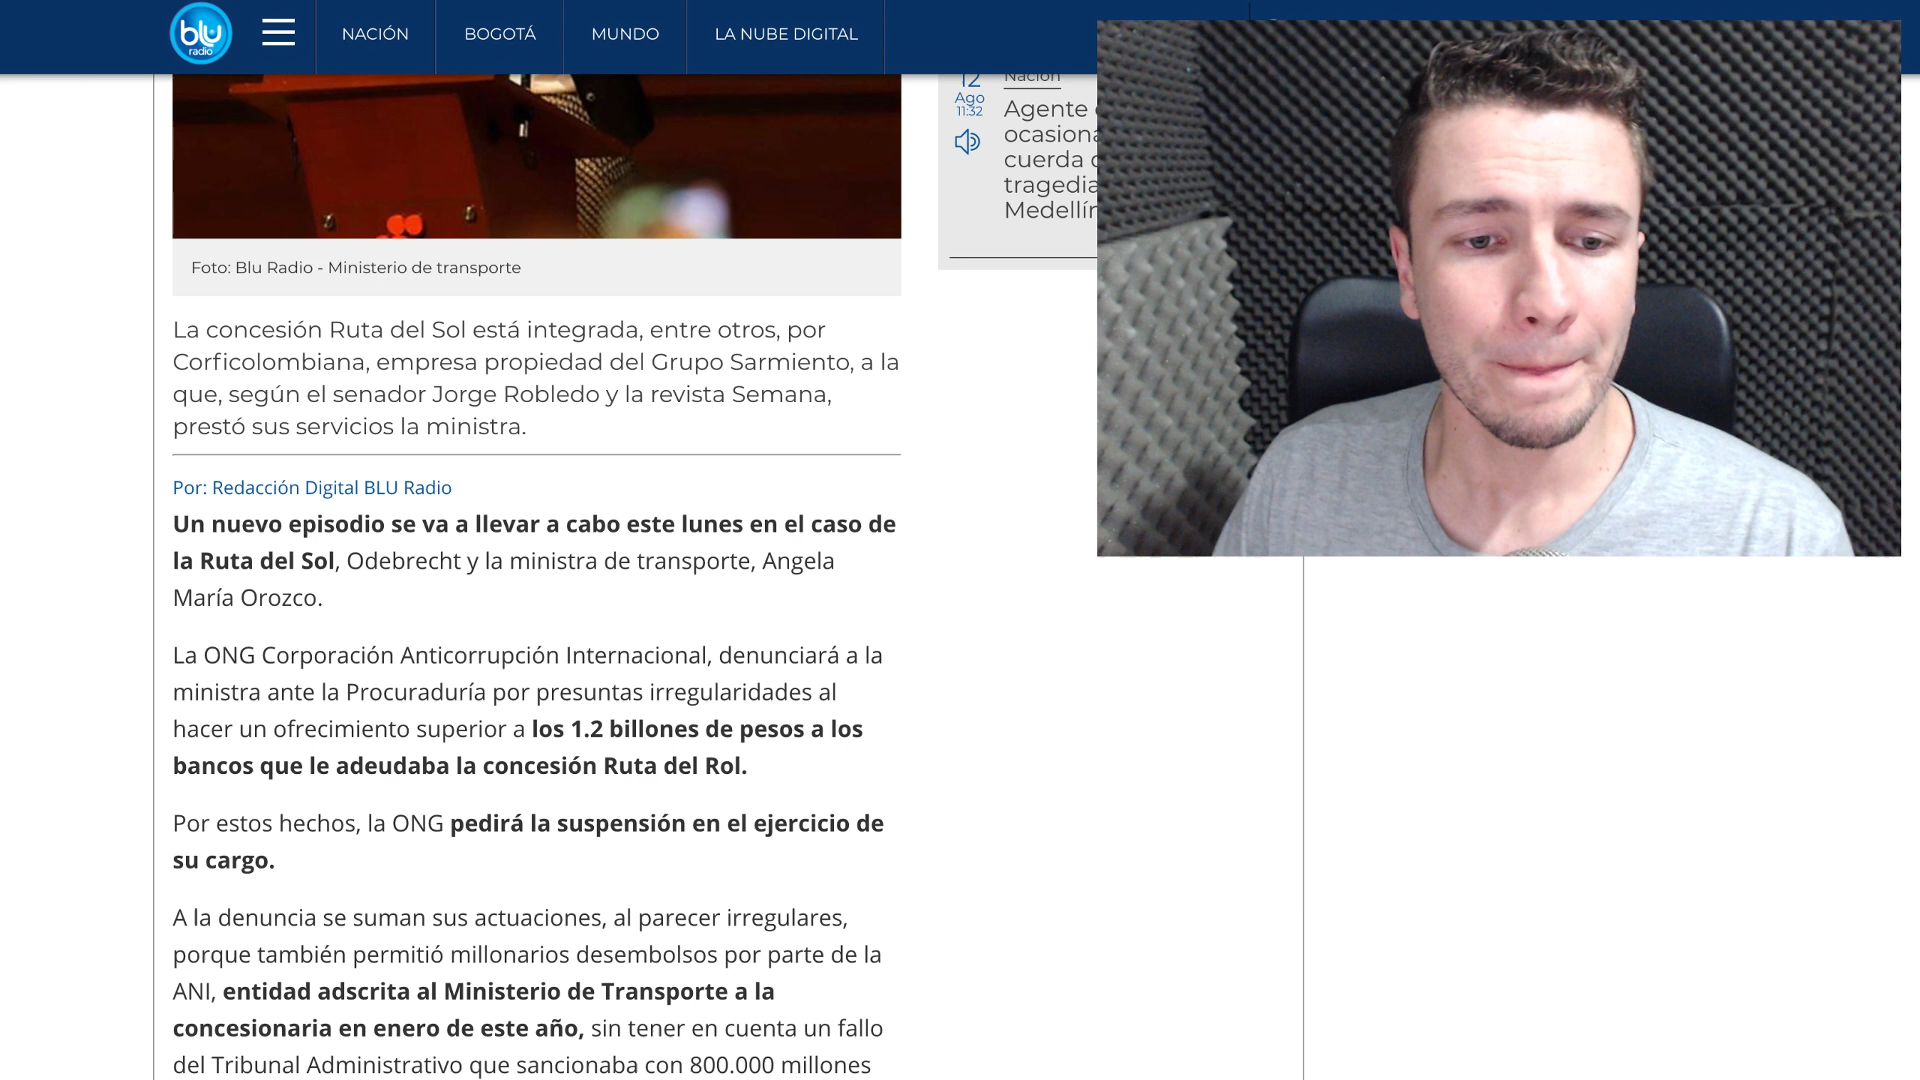 blu
radio
NACIÓN
BOGOTÁ
MUNDO
LA NUBE DIGITAL
Foto: Blu Radio - Ministerio de transporte
La concesión Ruta del Sol está integrada, entre otros, por
Corficolombiana, empresa propiedad del Grupo Sarmiento, a la
que, según el senador Jorge Robledo y la revista Semana,
prestó sus servicios la ministra.
Por: Redacción Digital BLU Radio
Un nuevo episodio se va a llevar a cabo este lunes en el caso de
la Ruta del Sol, Odebrecht y la ministra de transporte, Angela
María Orozco.
La ONG Corporación Anticorrupción Internacional, denunciará a la
ministra ante la Procuraduría por presuntas irregularidades al
hacer un ofrecimiento superior a los 1.2 billones de pesos a los
bancos que le adeudaba la concesión Ruta del Rol.
Por estos hechos, la ONG pedirá la suspensión en el ejercicio de
su cargo.
A la denuncia se suman sus actuaciones, al parecer irregulares,
porque también permitió millonarios desembolsos por parte de la
ANI, entidad adscrita al Ministerio de Transporte a la
concesionaria en enero de este año, sin tener en cuenta un fallo
del Tribunal Administrativo que sancionaba con 800.000 millones
12
Ago
11:32
Nación
Agente
ocasiona
cuerda
tragedia
Medellín